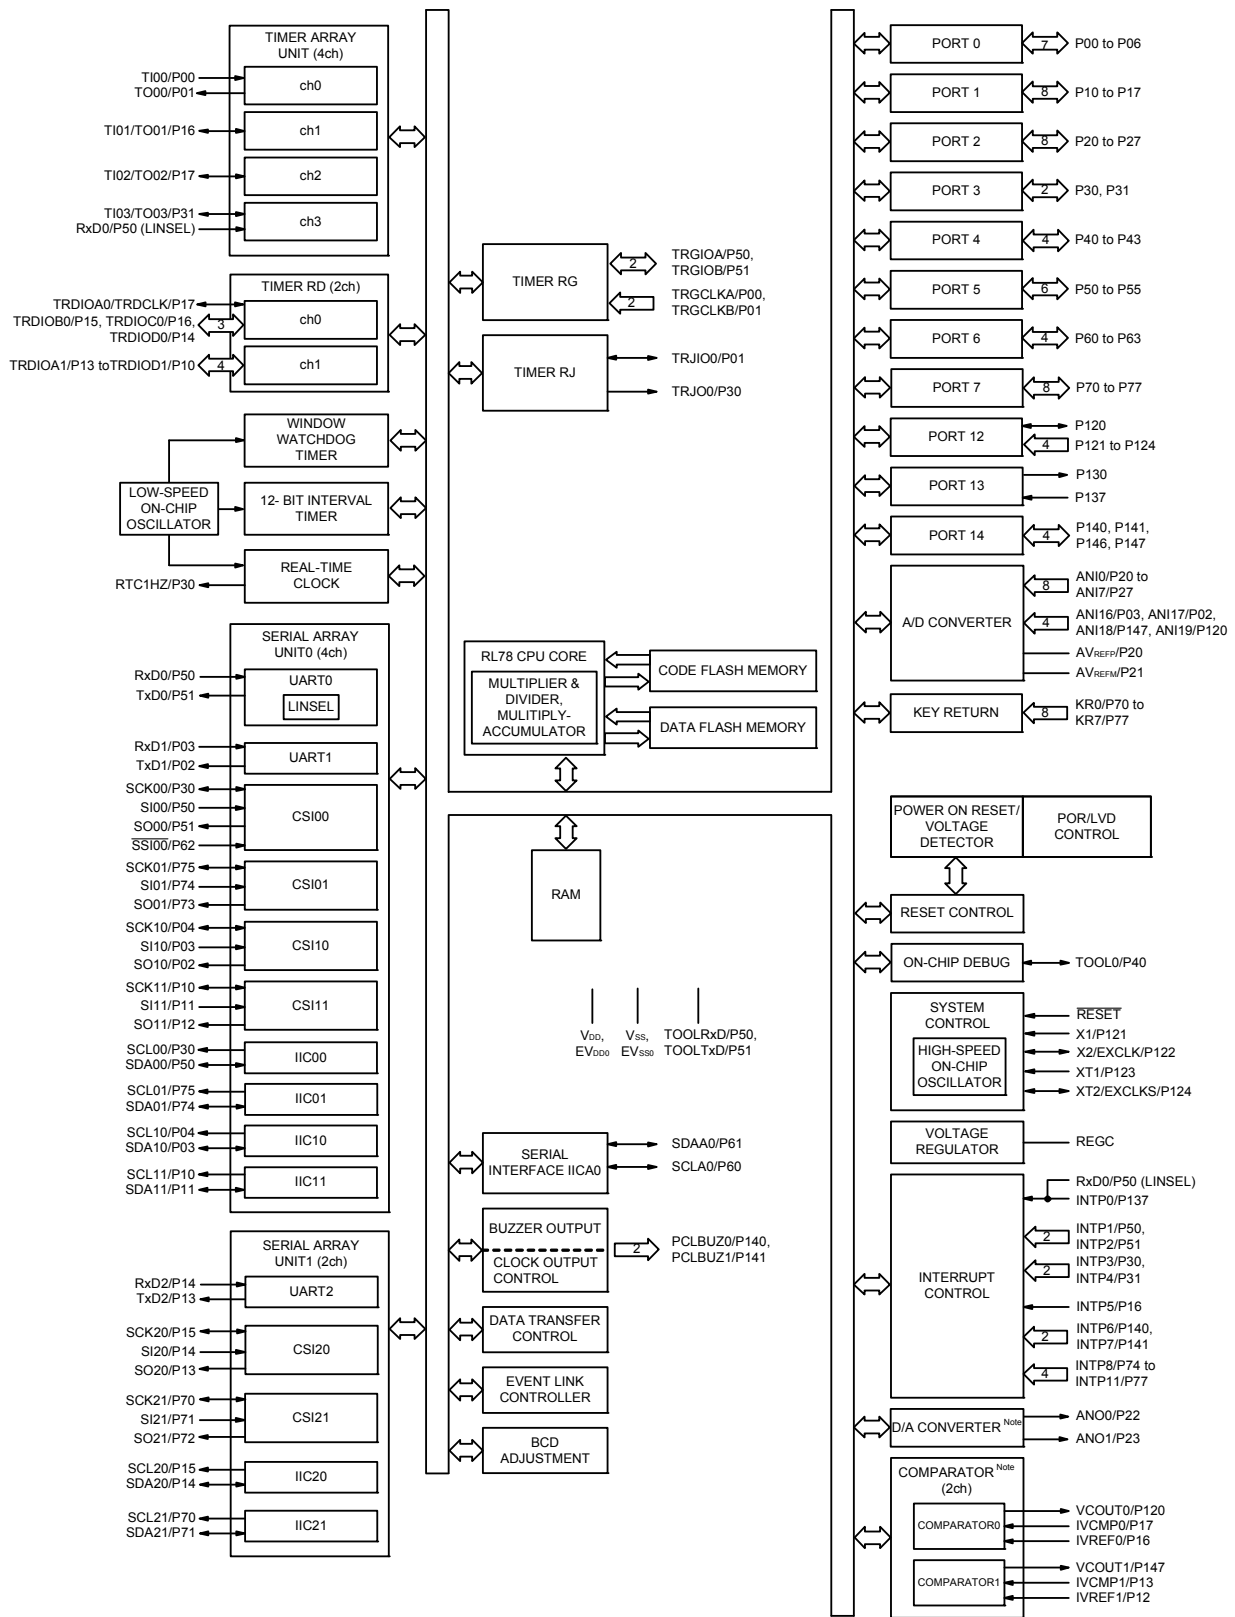 TIMER ARRAY
UNIT (4ch)
TI00/P00
TO00/P01
ch0
TI01/TO01/P16
ch1
TI02/TO02/P17
ch2
TI03/TO03/P31
RxD0/P50 (LINSEL)
ch3
TIMER RD (2ch)
TRDIOA0/TRDCLK/P17
TRDIOB0/P15, TRDIOC0/P16,
TRDIOD0/P14
3
ch0
TRDIOA1/P13 toTRDIOD1/P10
4
ch1
WINDOW
WATCHDOG
TIMER
LOW-SPEED
ON-CHIP
OSCILLATOR
12- BIT INTERVAL
TIMER
RTC1HZ/P30
REAL-TIME
CLOCK
SERIAL ARRAY
UNIT0 (4ch)
RxD0/P50
TxD0/P51
UART0
LINSEL
RxD1/P03
TxD1/P02
UART1
SCK00/P30
SI00/P50
SO00/P51
SSI00/P62
CSI00
SCK01/P75
SI01/P74
SO01/P73
CSI01
SCK10/P04
SI10/P03
SO10/P02
CSI10
SCK11/P10
SI11/P11
SO11/P12
CSI11
SCL00/P30
SDA00/P50
IIC00
SCL01/P75
SDA01/P74
IIC01
SCL10/P04
SDA10/P03
IIC10
SCL11/P10
SDA11/P11
IIC11
SERIAL ARRAY
UNIT1 (2ch)
RxD2/P14
TxD2/P13
UART2
SCK20/P15
SI20/P14
SO20/P13
CSI20
SCK21/P70
SI21/P71
SO21/P72
CSI21
SCL20/P15
SDA20/P14
IIC20
SCL21/P70
SDA21/P71
IIC21
TIMER RG
2
TRGIOA/P50,
TRGIOB/P51
2
TRGCLKA/P00,
TRGCLKB/P01
TIMER RJ
TRJIO0/P01
TRJO0/P30
RL78 CPU CORE
MULTIPLIER &
DIVIDER,
MULITIPLY-
ACCUMULATOR
CODE FLASH MEMORY
DATA FLASH MEMORY
RAM
VDD,
EVDD0
VSS,
EVSS0
TOOLRxD/P50,
TOOLTxD/P51
SERIAL
INTERFACE IICA0
SDAA0/P61
SCLA0/P60
BUZZER OUTPUT
CLOCK OUTPUT
CONTROL
2
PCLBUZ0/P140,
PCLBUZ1/P141
DATA TRANSFER
CONTROL
EVENT LINK
CONTROLLER
BCD
ADJUSTMENT
PORT 0
7
P00 to P06
PORT 1
8
P10 to P17
PORT 2
8
P20 to P27
PORT 3
2
P30, P31
PORT 4
4
P40 to P43
PORT 5
6
P50 to P55
PORT 6
4
P60 to P63
PORT 7
8
P70 to P77
PORT 12
P120
4
P121 to P124
PORT 13
P130
P137
PORT 14
4
P140, P141,
P146, P147
A/D CONVERTER
8
ANI0/P20 to
ANI7/P27
4
ANI16/P03, ANI17/P02,
ANI18/P147, ANI19/P120
AVREFP/P20
AVREFM/P21
KEY RETURN
8
KR0/P70 to
KR7/P77
POWER ON RESET/
VOLTAGE
DETECTOR
POR/LVD
CONTROL
RESET CONTROL
ON-CHIP DEBUG
TOOL0/P40
SYSTEM
CONTROL
HIGH-SPEED
ON-CHIP
OSCILLATOR
RESET
X1/P121
X2/EXCLK/P122
XT1/P123
XT2/EXCLKS/P124
VOLTAGE
REGULATOR
REGC
INTERRUPT
CONTROL
RxD0/P50 (LINSEL)
INTP0/P137
2
INTP1/P50,
INTP2/P51
2
INTP3/P30,
INTP4/P31
INTP5/P16
2
INTP6/P140,
INTP7/P141
4
INTP8/P74 to
INTP11/P77
D/A CONVERTER Note
ANO0/P22
ANO1/P23
COMPARATOR Note
(2ch)
COMPARATOR0
VCOUT0/P120
IVCMP0/P17
IVREF0/P16
COMPARATOR1
VCOUT1/P147
IVCMP1/P13
IVREF1/P12